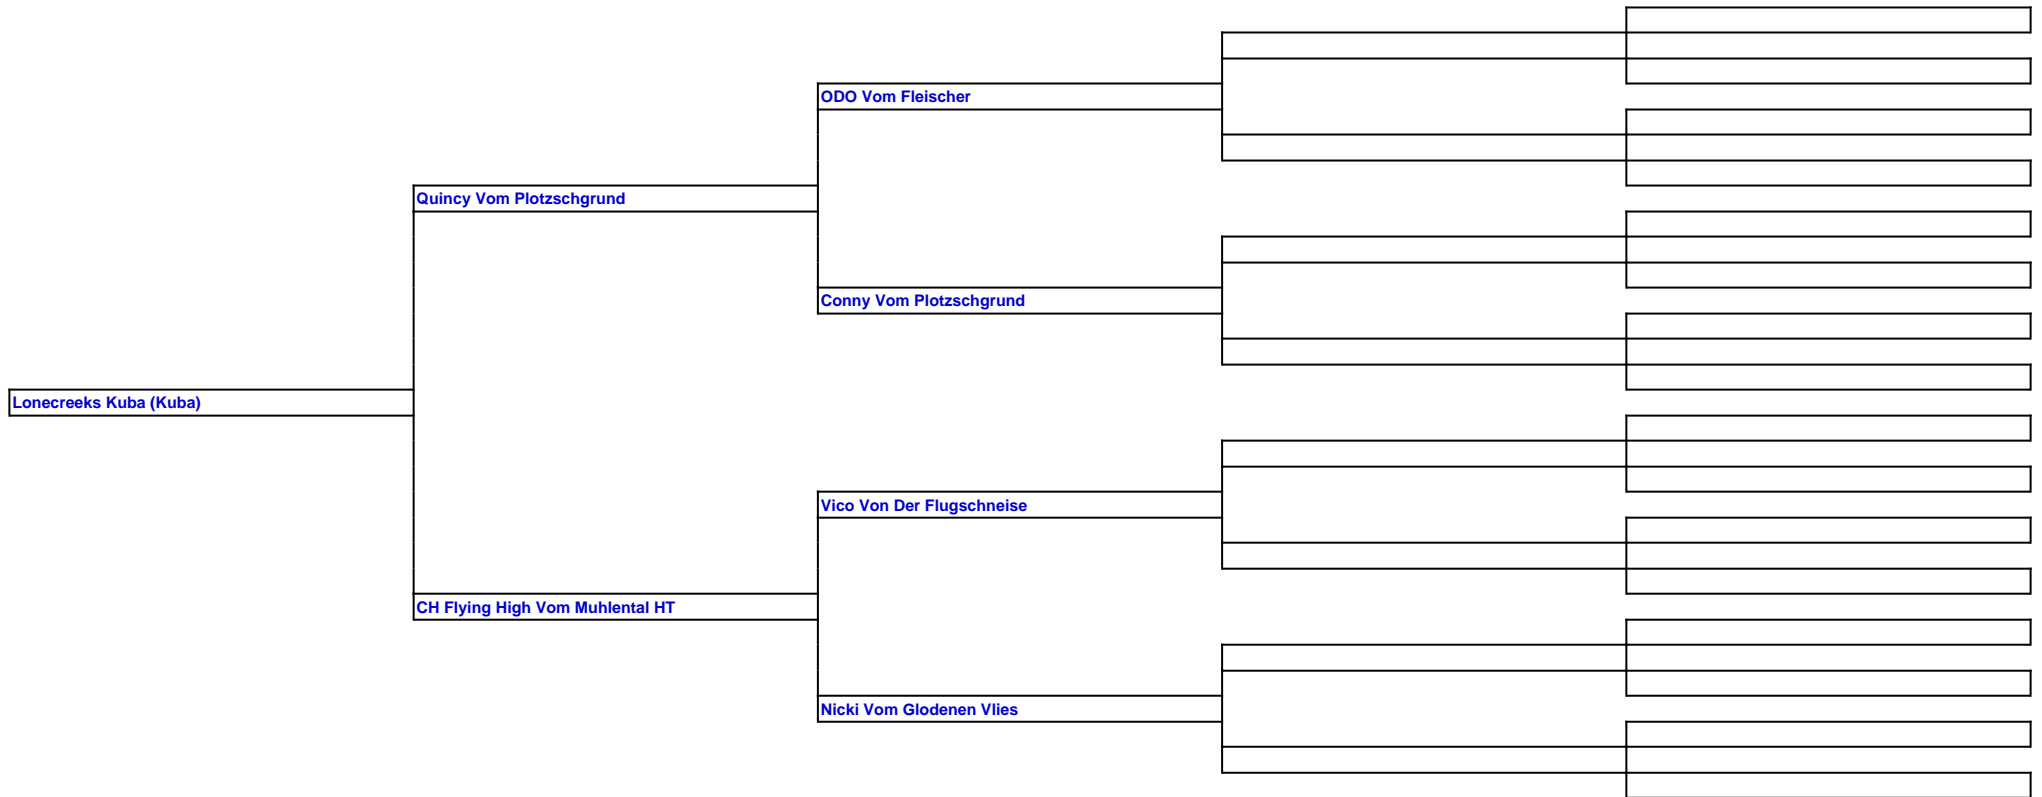 ODO Vom Fleischer
Quincy Vom Plotzschgrund
Conny Vom Plotzschgrund
Lonecreeks Kuba (Kuba)
Vico Von Der Flugschneise
CH Flying High Vom Muhlental HT
Nicki Vom Glodenen Vlies